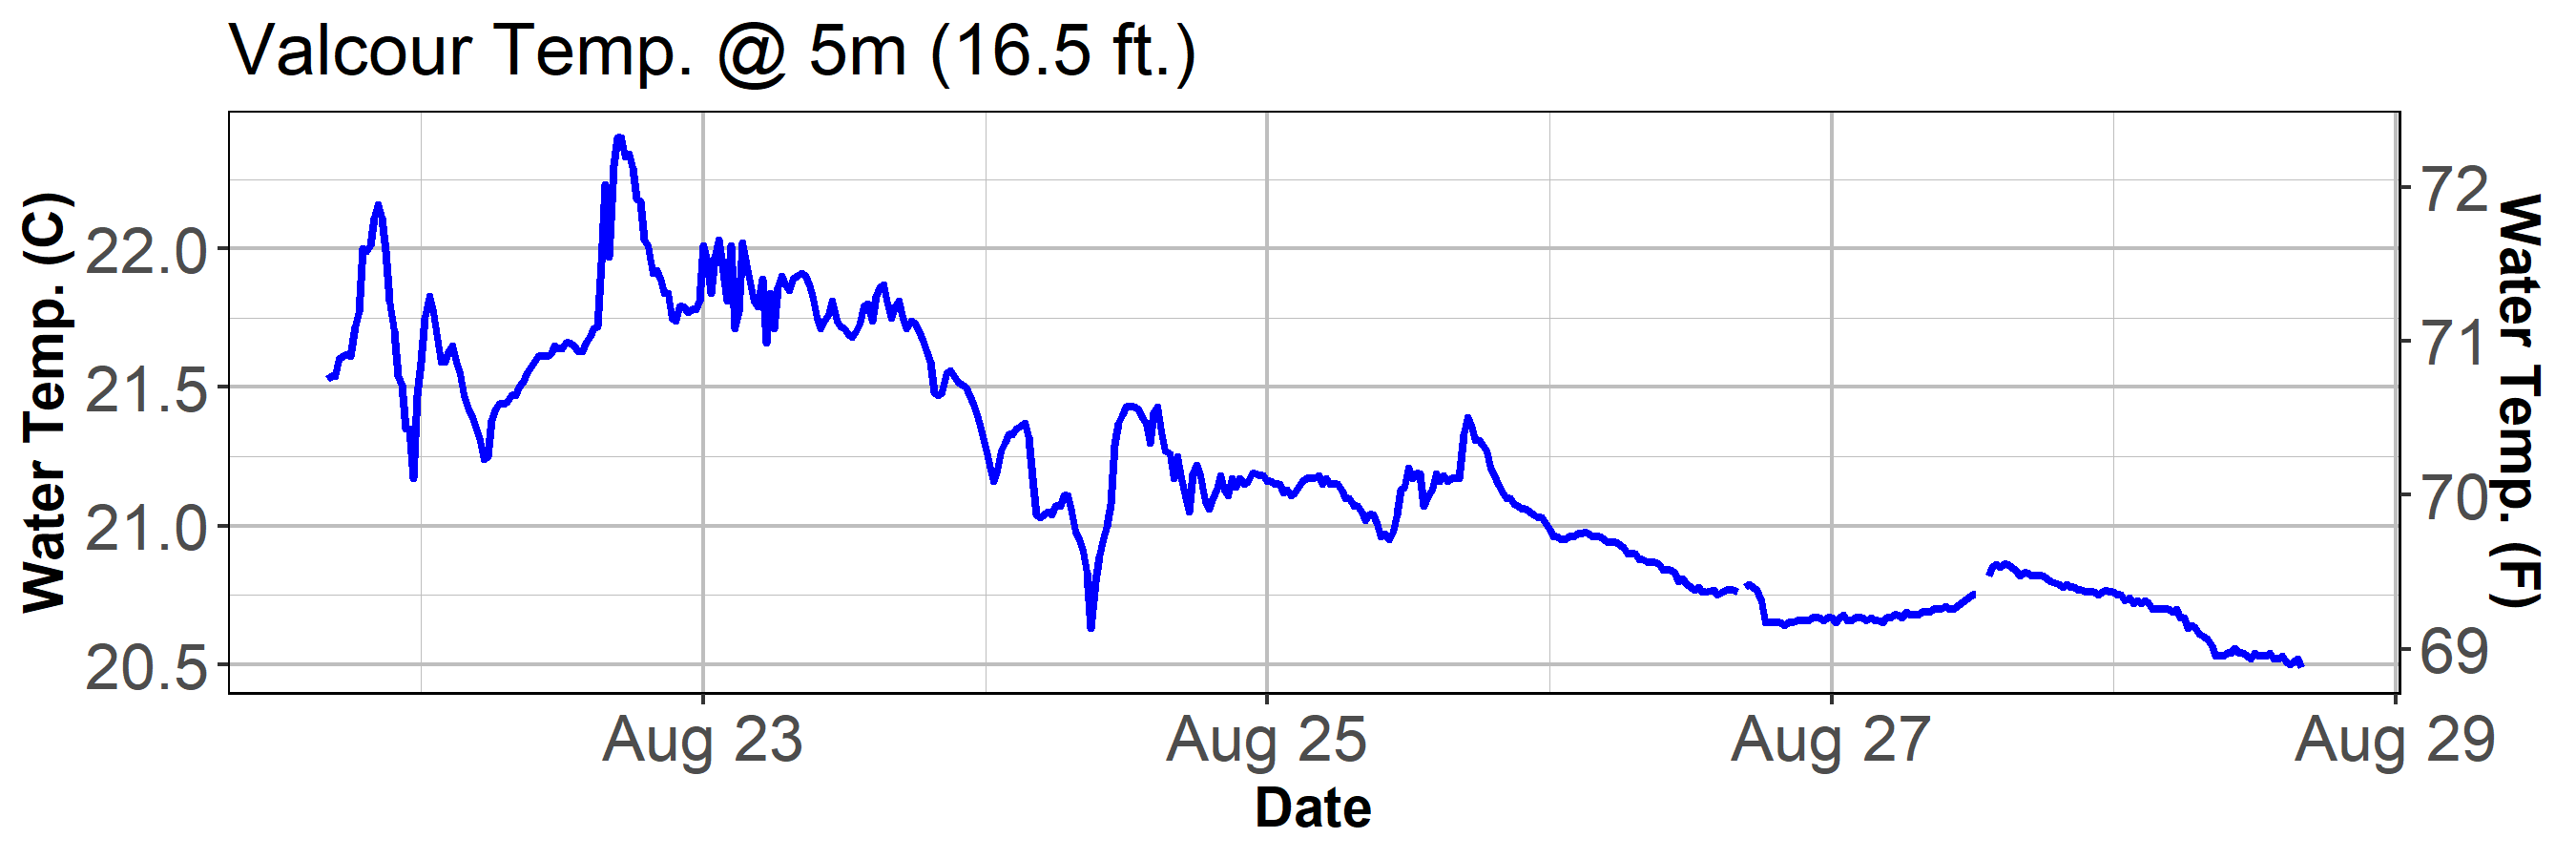 Valcour Temp. @ 5m (16.5 ft.)
Water Temp. (C)
22.0
21.5
21.0
20.5
72
71
70
69
Water Temp. (F)
Aug 23
Aug 25
Aug 27
Aug 29
Date